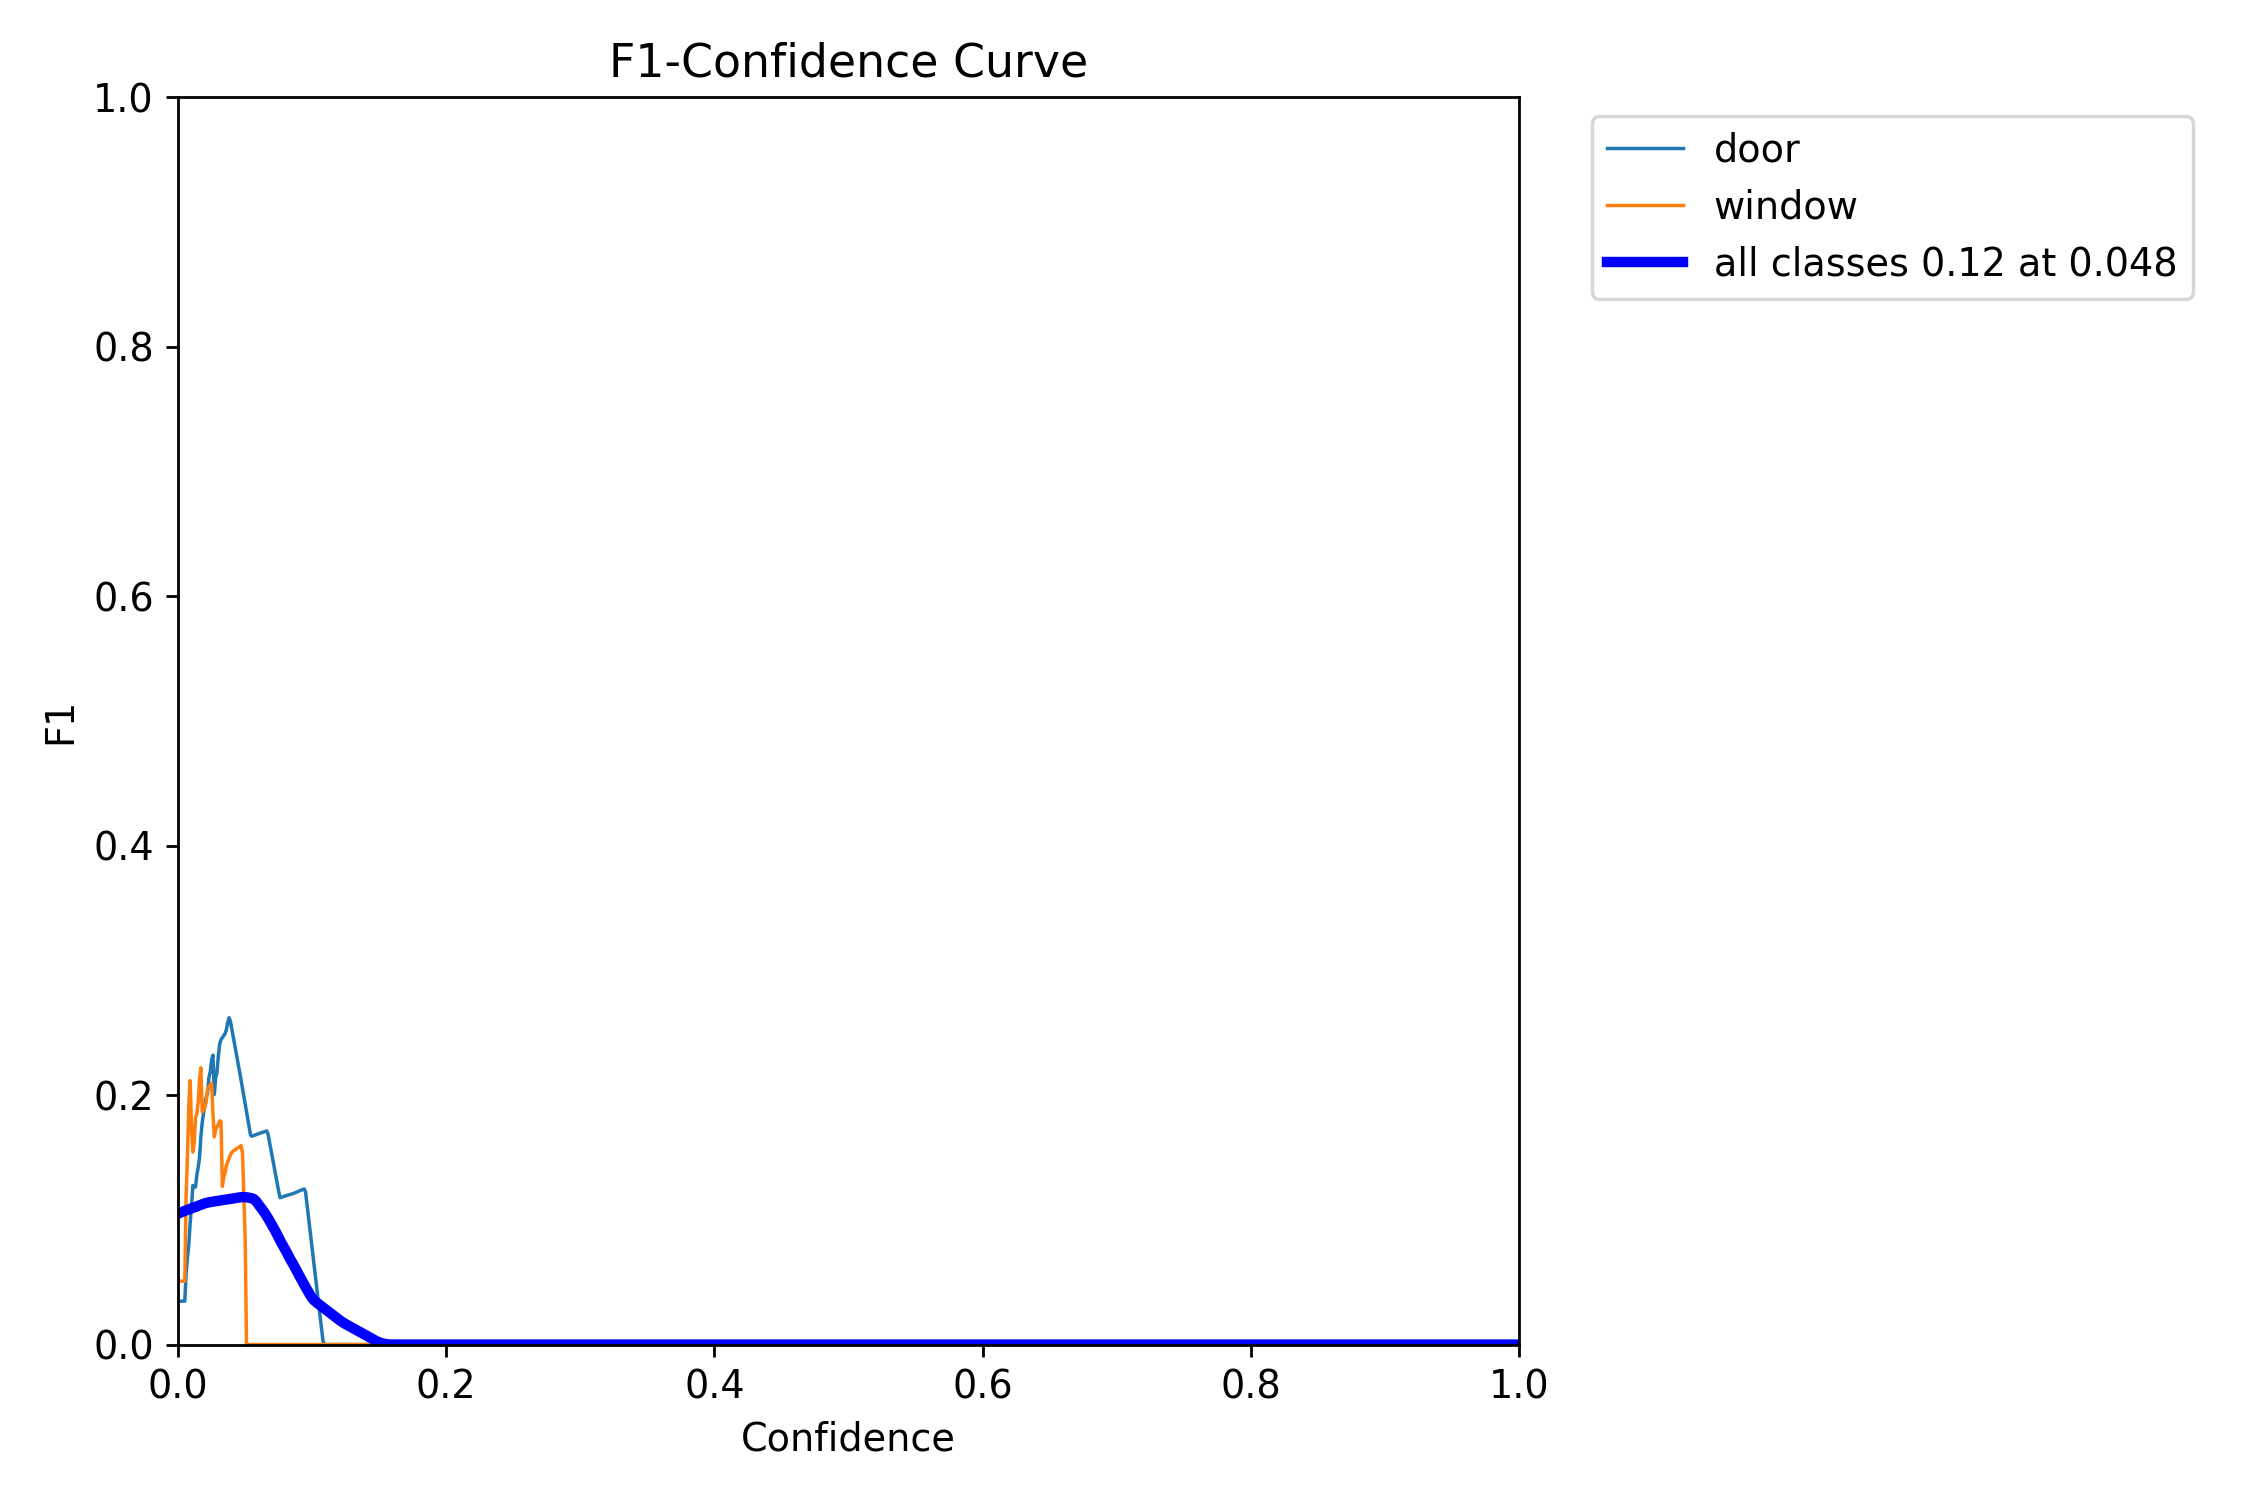 F1-Confidence Curve
1.0
0.8
0.6
0.4
0.2
0.0
F1
0.0 0.2 0.4 0.6 0.8 1.0
Confidence
door
window
all classes 0.12 at 0.048